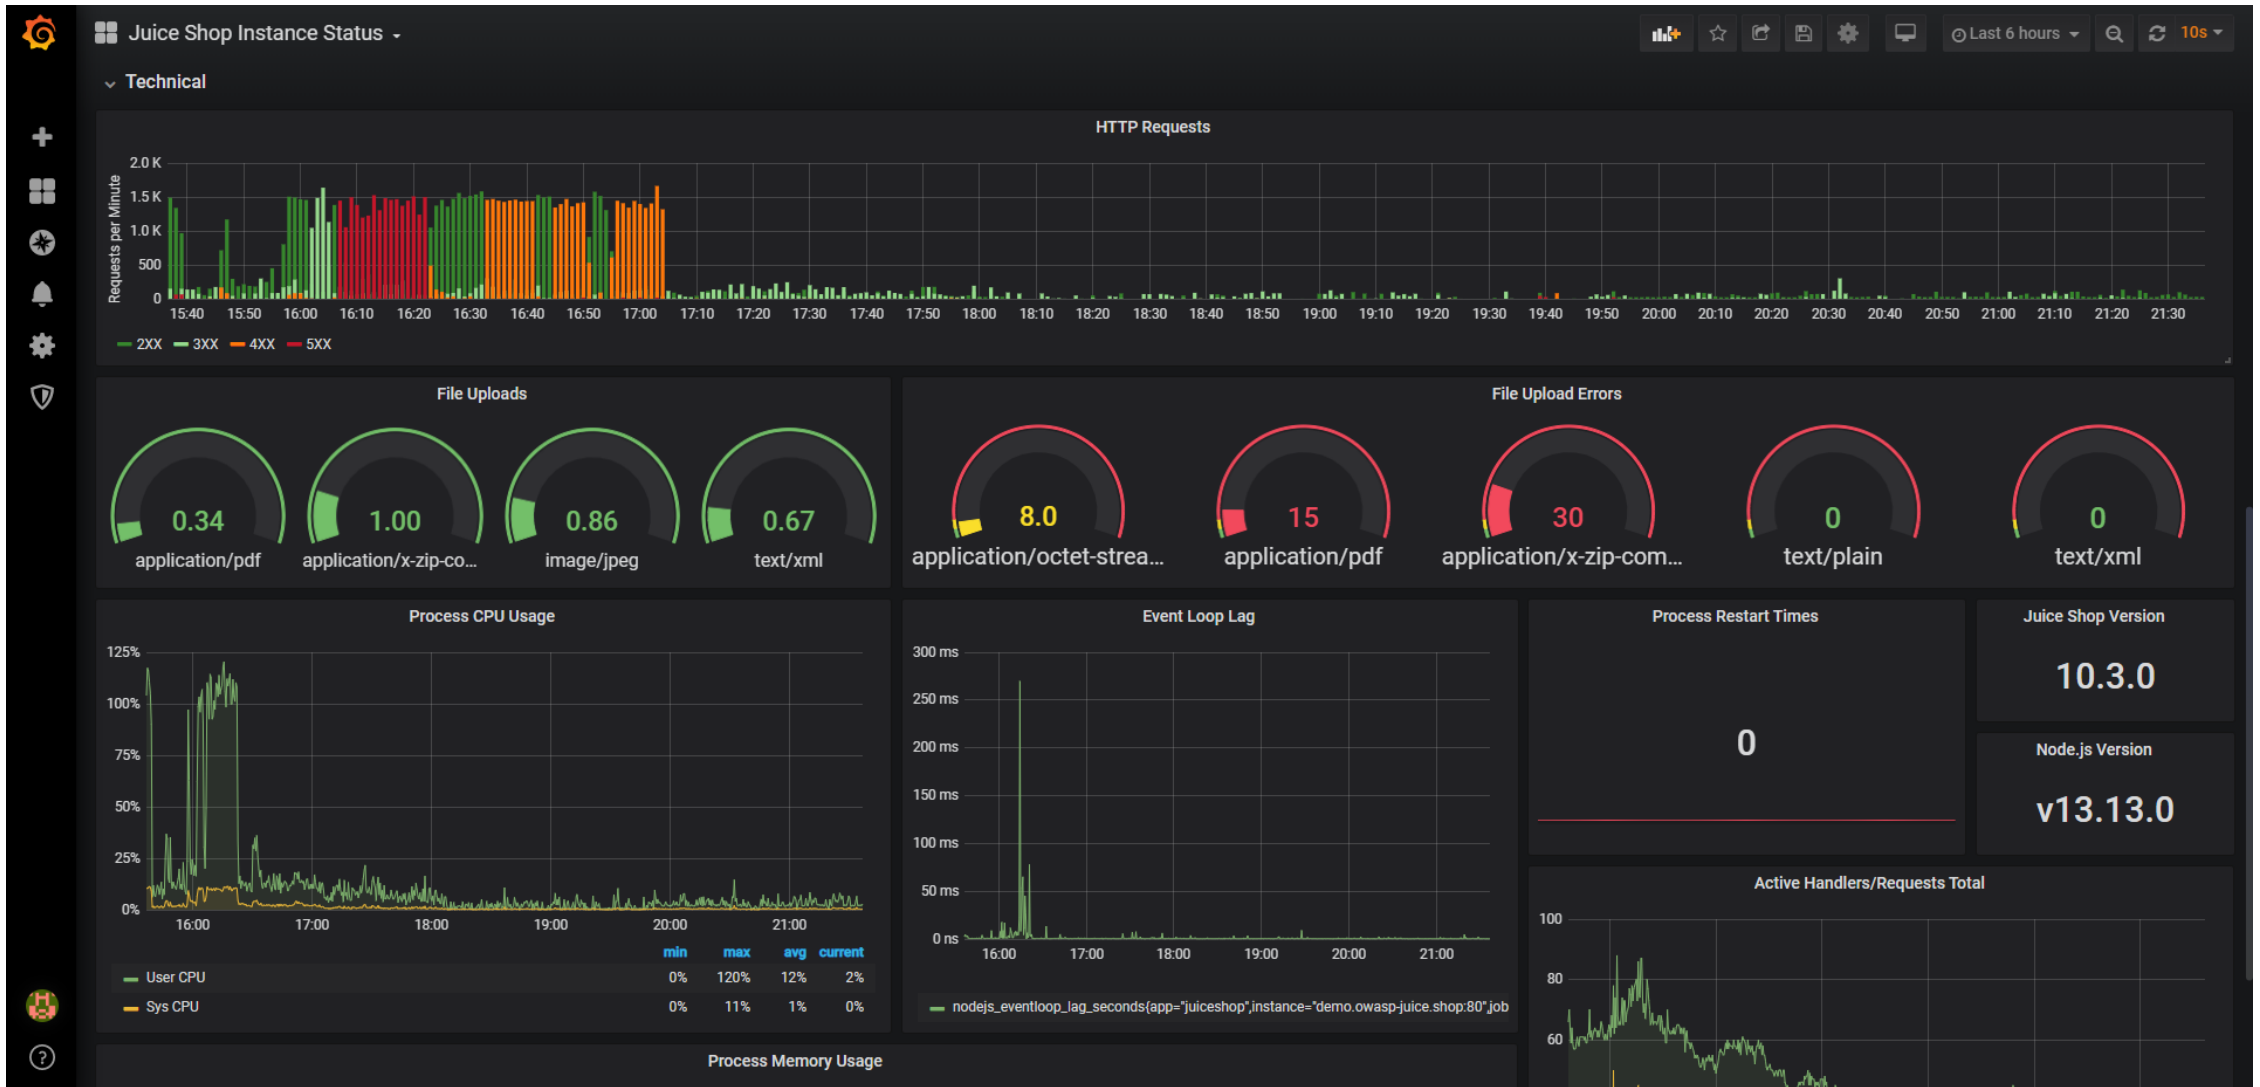 Juice Shop Instance Status
Last 6 hours
10s
Technical
HTTP Requests
Requests per Minute
2.0 K
1.5 K
1.0 K
500
0
15:40 15:50 16:00 16:10 16:20 16:30 16:40 16:50 17:00 17:10 17:20 17:30 17:40 17:50 18:00 18:10 18:20 18:30 18:40 18:50 19:00 19:10 19:20 19:30 19:40 19:50 20:00 20:10 20:20 20:30 20:40 20:50 21:00 21:10 21:20 21:30
2XX 3XX 4XX 5XX
File Uploads
0.34 1.00 0.86 0.67
application/pdf application/x-zip-co... image/jpeg text/xml
File Upload Errors
8.0 15 30 0 0
application/octet-strea... application/pdf application/x-zip-com... text/plain text/xml
Process CPU Usage
125%
100%
75%
50%
25%
0%
16:00 17:00 18:00 19:00 20:00 21:00
min max avg current
User CPU 0% 120% 12% 2%
Sys CPU 0% 11% 1% 0%
Event Loop Lag
300 ms
250 ms
200 ms
150 ms
100 ms
50 ms
0 ns
16:00 17:00 18:00 19:00 20:00 21:00
nodejs_eventloop_lag_seconds{app="juiceshop",instance="demo.owasp-juice.shop:80",job
Process Restart Times
0
Juice Shop Version
10.3.0
Node.js Version
v13.13.0
Active Handlers/Requests Total
100
80
60
Process Memory Usage